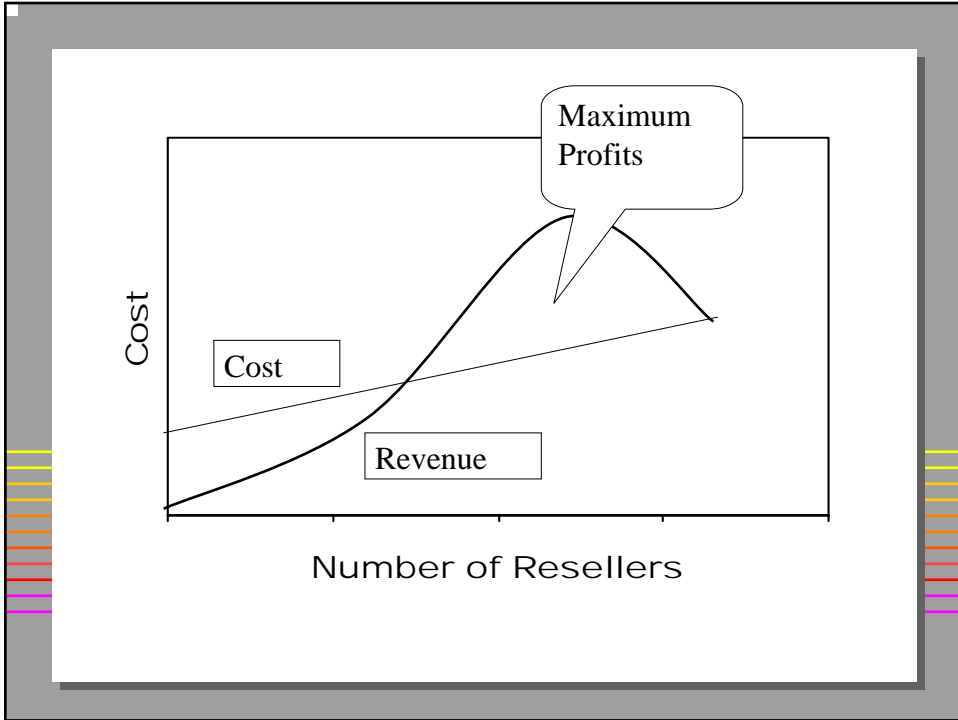 Maximum
Profits
Cost
Cost
Revenue
Number of Resellers